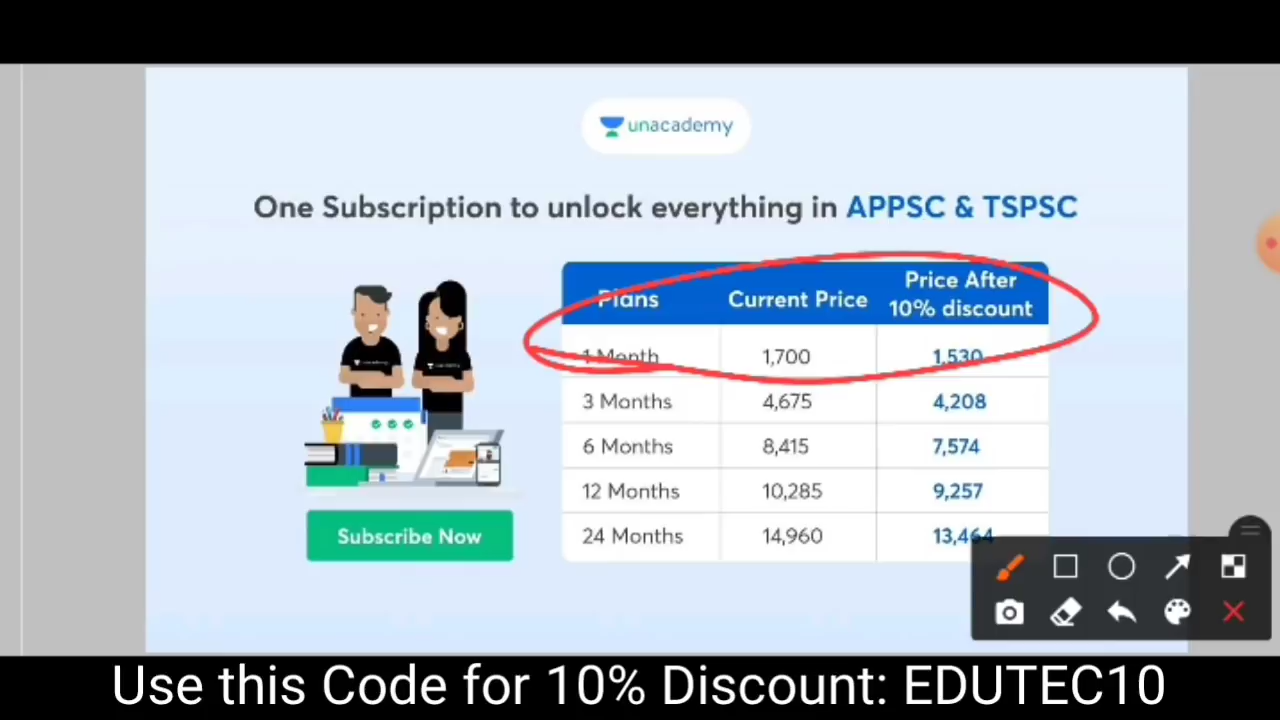 unacademy
One Subscription to unlock everything in APPSC & TSPSC
Plans Current Price Price After 10% discount
1 Month 1,700 1,530
3 Months 4,675 4,208
6 Months 8,415 7,574
12 Months 10,285 9,257
24 Months 14,960 13,464
Subscribe Now
Use this Code for 10% Discount: EDUTEC10